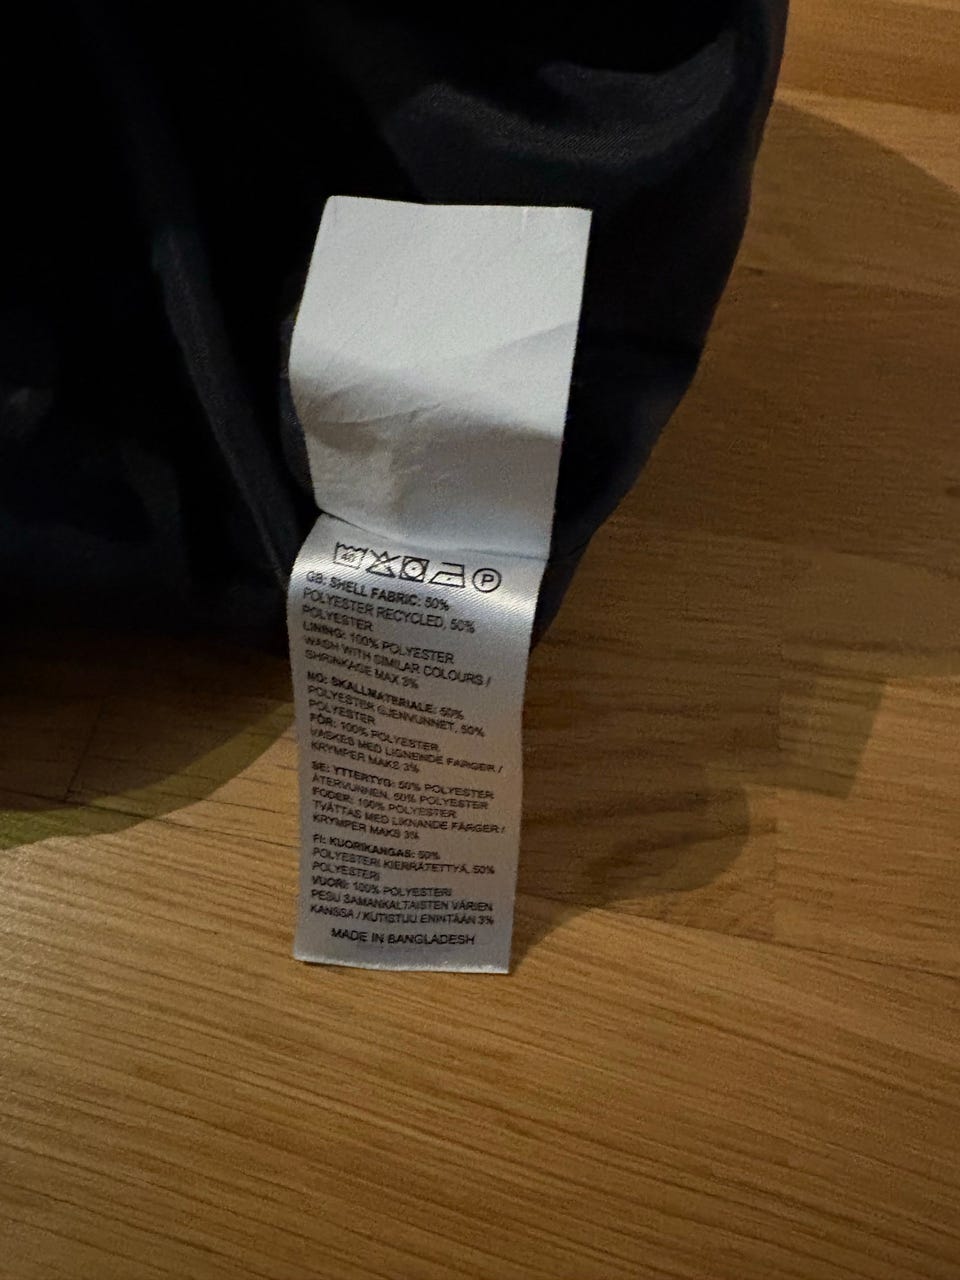 40 P
GB: SHELL FABRIC: 50%
POLYESTER RECYCLED, 50%
POLYESTER
LINING: 100% POLYESTER
WASH WITH SIMILAR COLOURS /
SHRINKAGE MAX 3%
NO: SKALLMATERIALE: 50%
POLYESTER GJENVUNNET, 50%
POLYESTER
FÔR: 100% POLYESTER,
VASKES MED LIGNENDE FARGER /
KRYMPER MAKS 3%
SE: YTTERTYG: 50% POLYESTER
ÅTERVUNNEN, 50% POLYESTER
FODER: 100% POLYESTER
TVÄTTAS MED LIKNANDE FÄRGER /
KRYMPER MAKS 3%
FI: KUORIKANGAS: 50%
POLYESTERI KIERRÄTETTYÄ, 50%
POLYESTERI
VUORI: 100% POLYESTERI
PESU SAMANKALTAISTEN VÄRIEN
KANSSA / KUTISTUU ENINTÄÄN 3%
MADE IN BANGLADESH